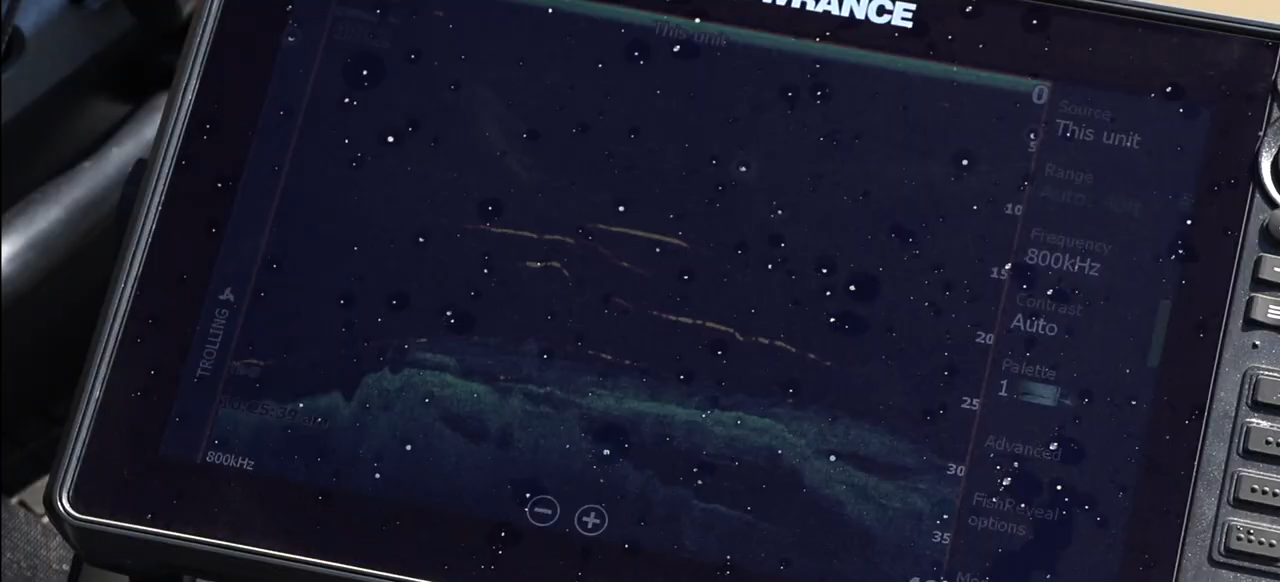 This unit
0
5
10
15
20
25
30
35
Source
This unit
Range
Frequency
800kHz
Contrast
Auto
Palette
1
Advanced
FishReveal
options
TROLLING
800kHz